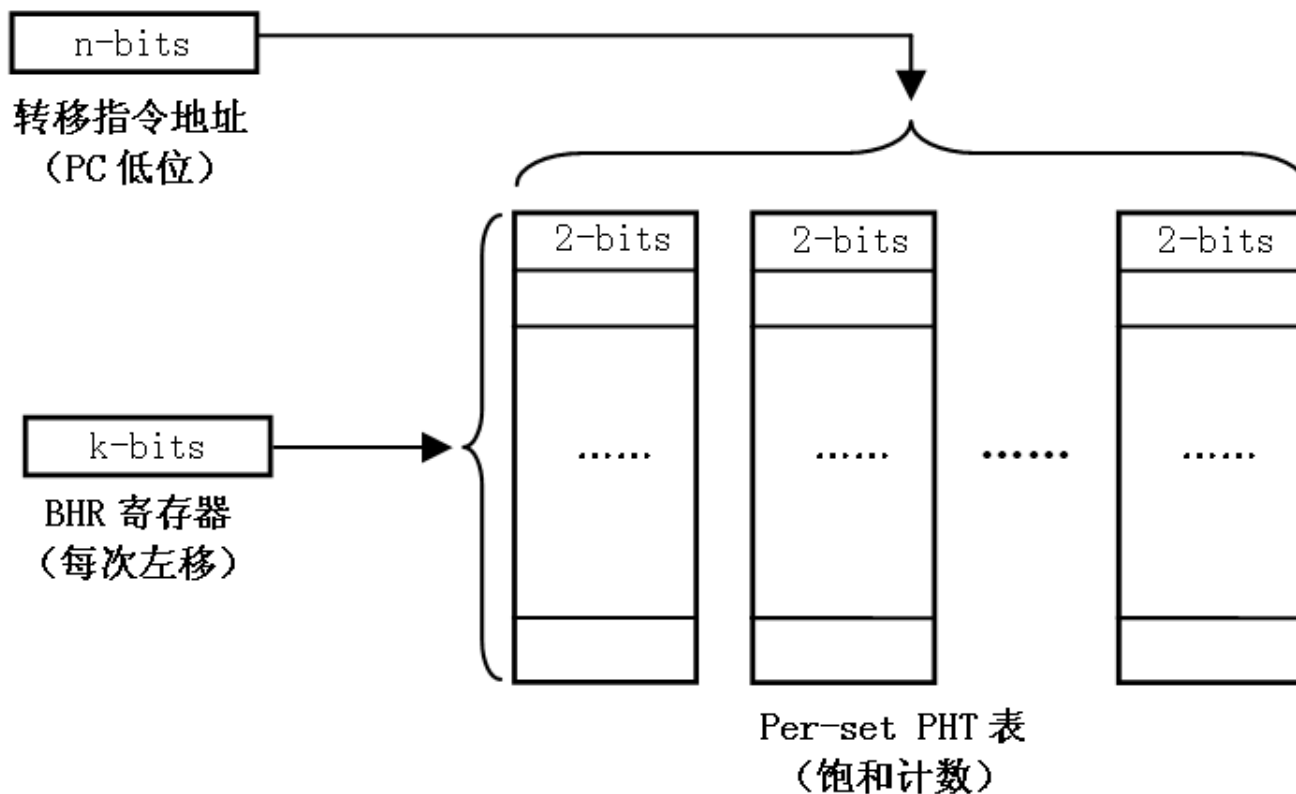 n-bits
转移指令地址
（PC 低位）
2-bits
2-bits
2-bits
k-bits
……
……
……
……
BHR 寄存器
（每次左移）
Per-set PHT 表
（饱和计数）